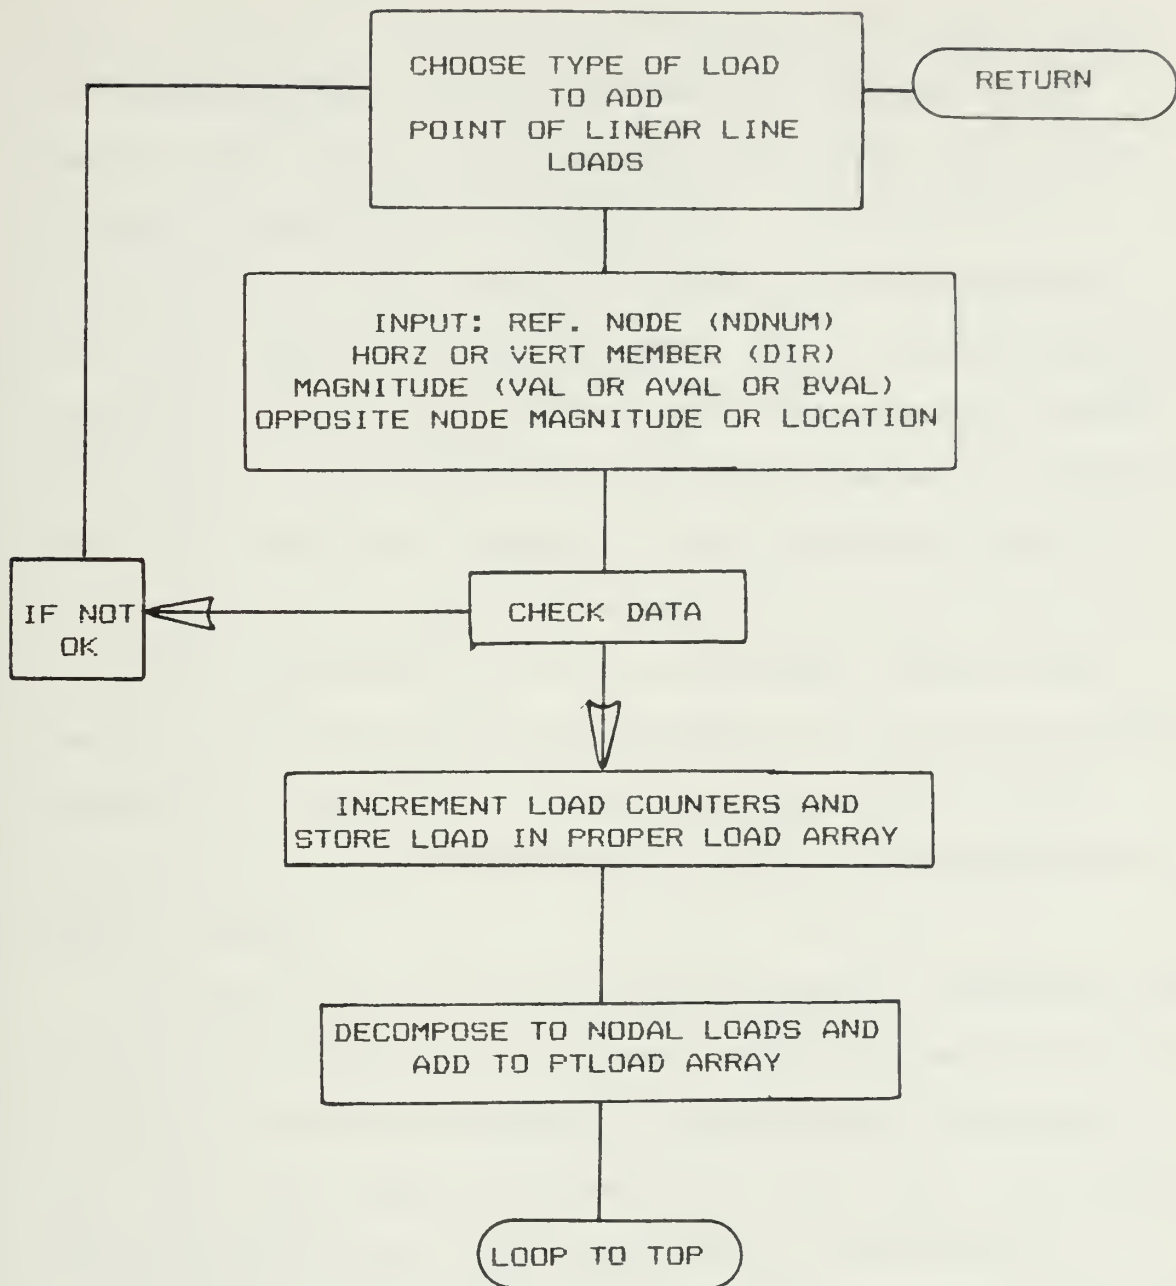 CHOOSE TYPE OF LOAD
TO ADD
POINT OF LINEAR LINE
LOADS
RETURN
INPUT: REF. NODE (NDNUM)
HORZ OR VERT MEMBER (DIR)
MAGNITUDE (VAL OR AVAL OR BVAL)
OPPOSITE NODE MAGNITUDE OR LOCATION
IF NOT
OK
CHECK DATA
INCREMENT LOAD COUNTERS AND
STORE LOAD IN PROPER LOAD ARRAY
DECOMPOSE TO NODAL LOADS AND
ADD TO PTLOAD ARRAY
LOOP TO TOP